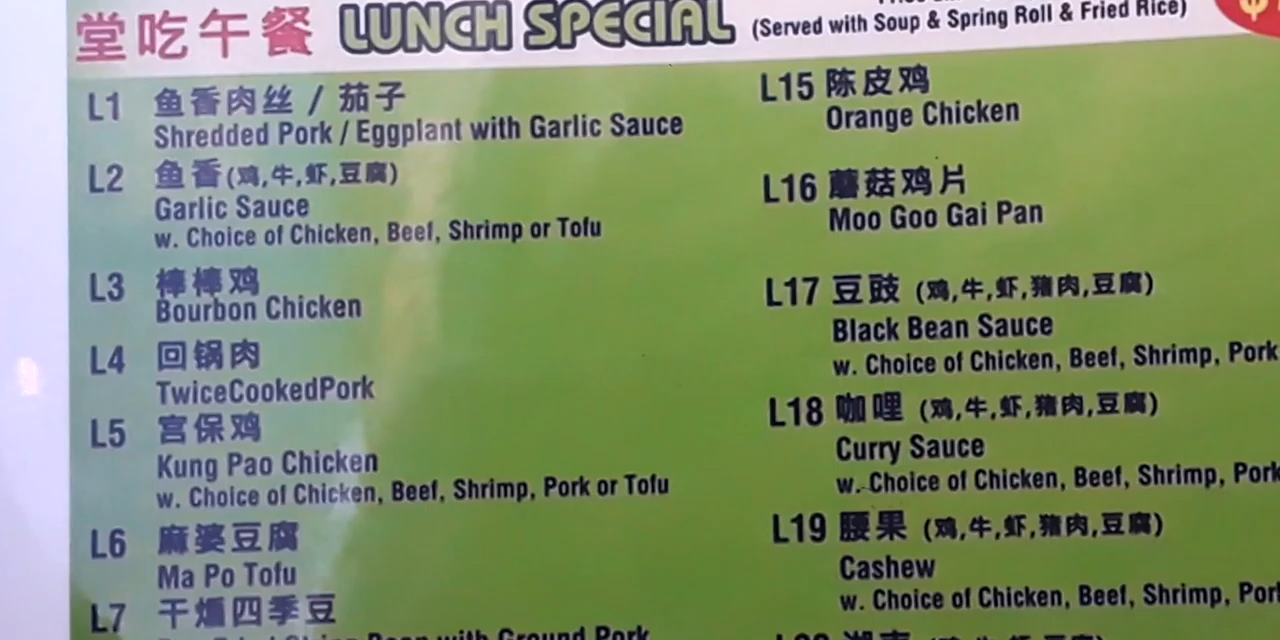 堂吃午餐 LUNCH SPECIAL (Served with Soup & Spring Roll & Fried Rice)
L1 鱼香肉丝 / 茄子
Shredded Pork / Eggplant with Garlic Sauce
L2 鱼香(鸡,牛,虾,豆腐)
Garlic Sauce
w. Choice of Chicken, Beef, Shrimp or Tofu
L3 棒棒鸡
Bourbon Chicken
L4 回锅肉
TwiceCookedPork
L5 宫保鸡
Kung Pao Chicken
w. Choice of Chicken, Beef, Shrimp, Pork or Tofu
L6 麻婆豆腐
Ma Po Tofu
L7 干煸四季豆
with Ground Pork
L15 陈皮鸡
Orange Chicken
L16 蘑菇鸡片
Moo Goo Gai Pan
L17 豆豉 (鸡,牛,虾,猪肉,豆腐)
Black Bean Sauce
w. Choice of Chicken, Beef, Shrimp, Pork
L18 咖哩 (鸡,牛,虾,猪肉,豆腐)
Curry Sauce
w. Choice of Chicken, Beef, Shrimp, Pork
L19 腰果 (鸡,牛,虾,猪肉,豆腐)
Cashew
w. Choice of Chicken, Beef, Shrimp, Pork